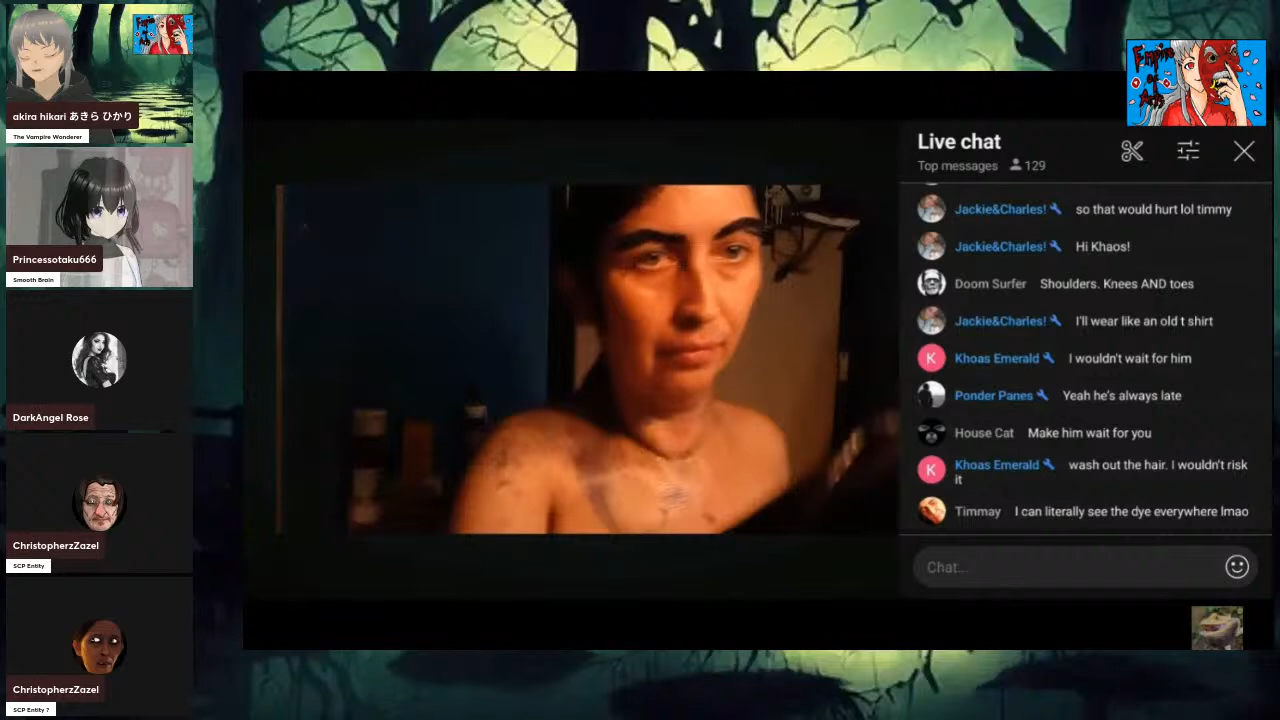 akira hikari あきら ひかり
The Vampire Wonderer
Princessotaku666
Smooth Brain
DarkAngel Rose
ChristopherzZazel
SCP Entity
ChristopherzZazel
SCP Entity ?
Empire
of
Arts
Live chat
Top messages 129
Jackie&Charles! so that would hurt lol timmy
Jackie&Charles! Hi Khaos!
Doom Surfer Shoulders. Knees AND toes
Jackie&Charles! I'll wear like an old t shirt
K Khoas Emerald I wouldn't wait for him
Ponder Panes Yeah he's always late
House Cat Make him wait for you
K Khoas Emerald wash out the hair. I wouldn't risk
it
Timmay I can literally see the dye everywhere lmao
Chat...